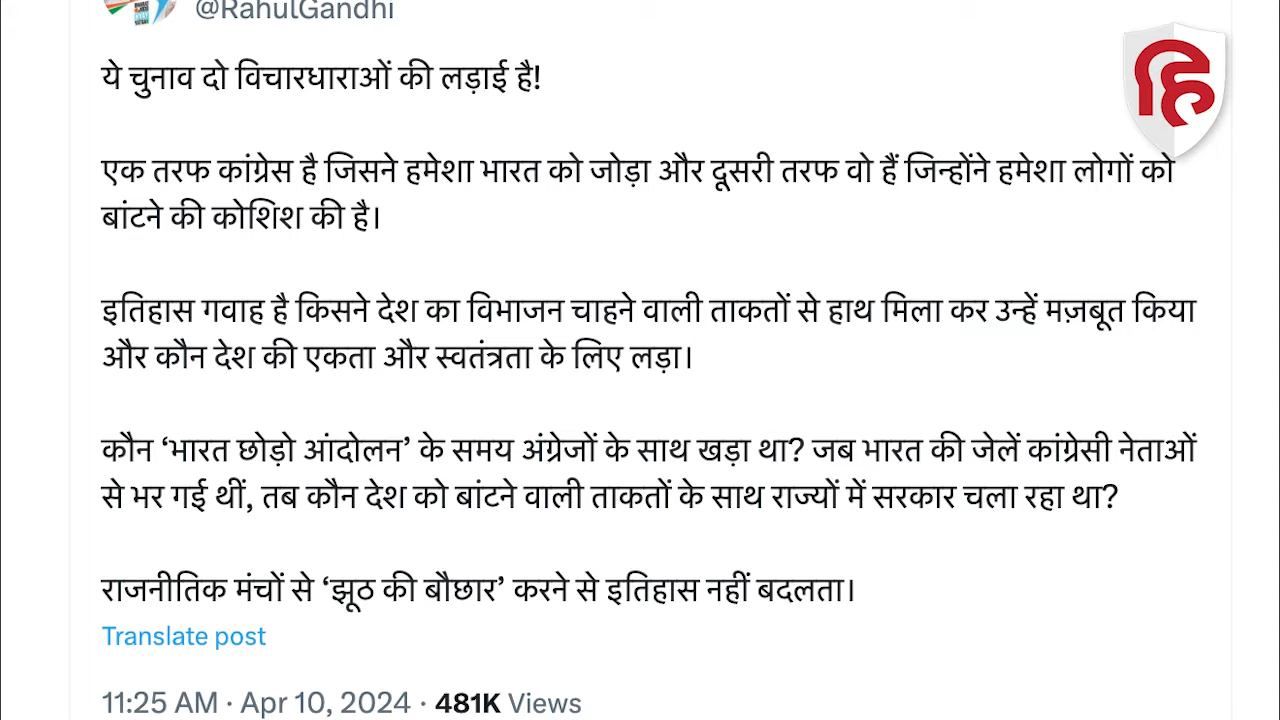 @RahulGandhi
ये चुनाव दो विचारधाराओं की लड़ाई है!
एक तरफ कांग्रेस है जिसने हमेशा भारत को जोड़ा और दूसरी तरफ वो हैं जिन्होंने हमेशा लोगों को
बांटने की कोशिश की है।
इतिहास गवाह है किसने देश का विभाजन चाहने वाली ताकतों से हाथ मिला कर उन्हें मज़बूत किया
और कौन देश की एकता और स्वतंत्रता के लिए लड़ा।
कौन ‘भारत छोड़ो आंदोलन’ के समय अंग्रेजों के साथ खड़ा था? जब भारत की जेलें कांग्रेसी नेताओं
से भर गई थीं, तब कौन देश को बांटने वाली ताकतों के साथ राज्यों में सरकार चला रहा था?
राजनीतिक मंचों से ‘झूठ की बौछार’ करने से इतिहास नहीं बदलता।
Translate post
11:25 AM · Apr 10, 2024 · 481K Views
हि